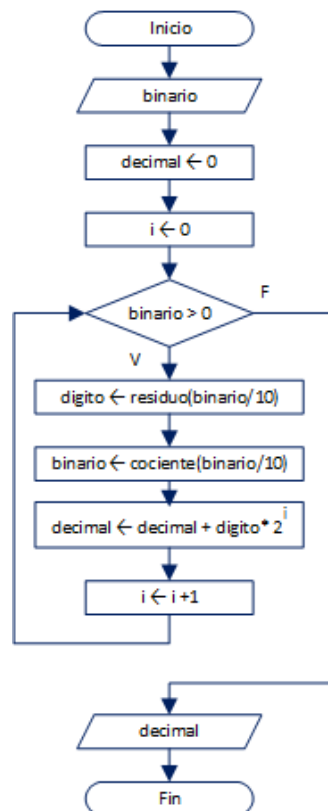 Inicio
binario
decimal ← 0
i ← 0
binario > 0
F
V
digito ← residuo(binario/10)
binario ← cociente(binario/10)
decimal ← decimal + digito* 2^i
i ← i +1
decimal
Fin